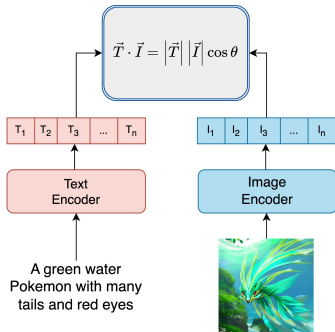 T⃗ · I⃗ = |T⃗| |I⃗| cos θ
T₁ T₂ T₃ ... Tₙ
I₁ I₂ I₃ ... Iₙ
Text
Encoder
Image
Encoder
A green water
Pokemon with many
tails and red eyes